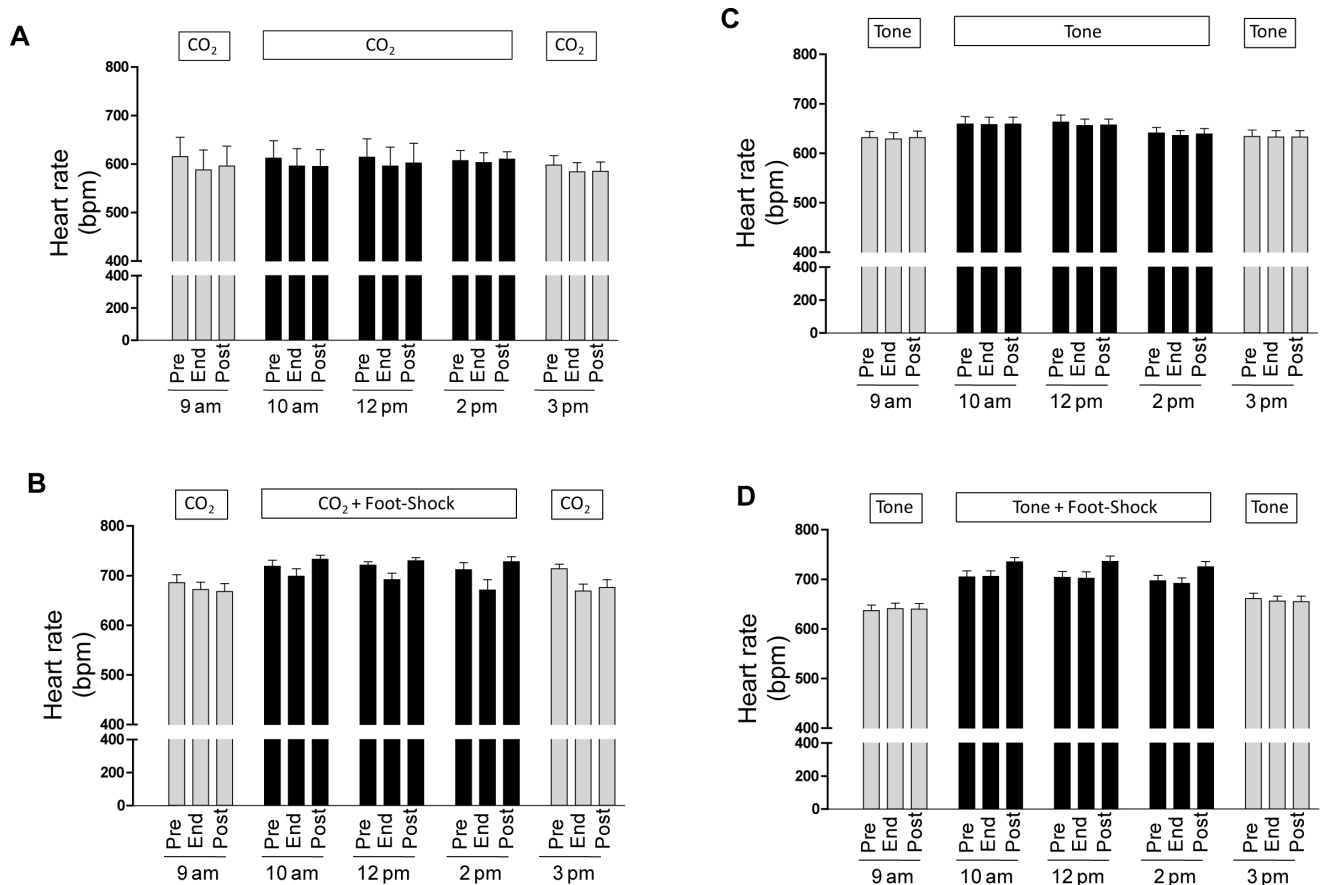 A
CO₂ CO₂ CO₂
Heart rate
(bpm)
800
700
600
500
400
400
200
0
Pre End Post Pre End Post Pre End Post Pre End Post Pre End Post
9 am 10 am 12 pm 2 pm 3 pm
B
CO₂ CO₂ + Foot-Shock CO₂
Heart rate
(bpm)
800
700
600
500
400
400
200
0
Pre End Post Pre End Post Pre End Post Pre End Post Pre End Post
9 am 10 am 12 pm 2 pm 3 pm
C
Tone Tone Tone
Heart rate
(bpm)
800
700
600
500
400
400
200
0
Pre End Post Pre End Post Pre End Post Pre End Post Pre End Post
9 am 10 am 12 pm 2 pm 3 pm
D
Tone Tone + Foot-Shock Tone
Heart rate
(bpm)
800
700
600
500
400
400
200
0
Pre End Post Pre End Post Pre End Post Pre End Post Pre End Post
9 am 10 am 12 pm 2 pm 3 pm